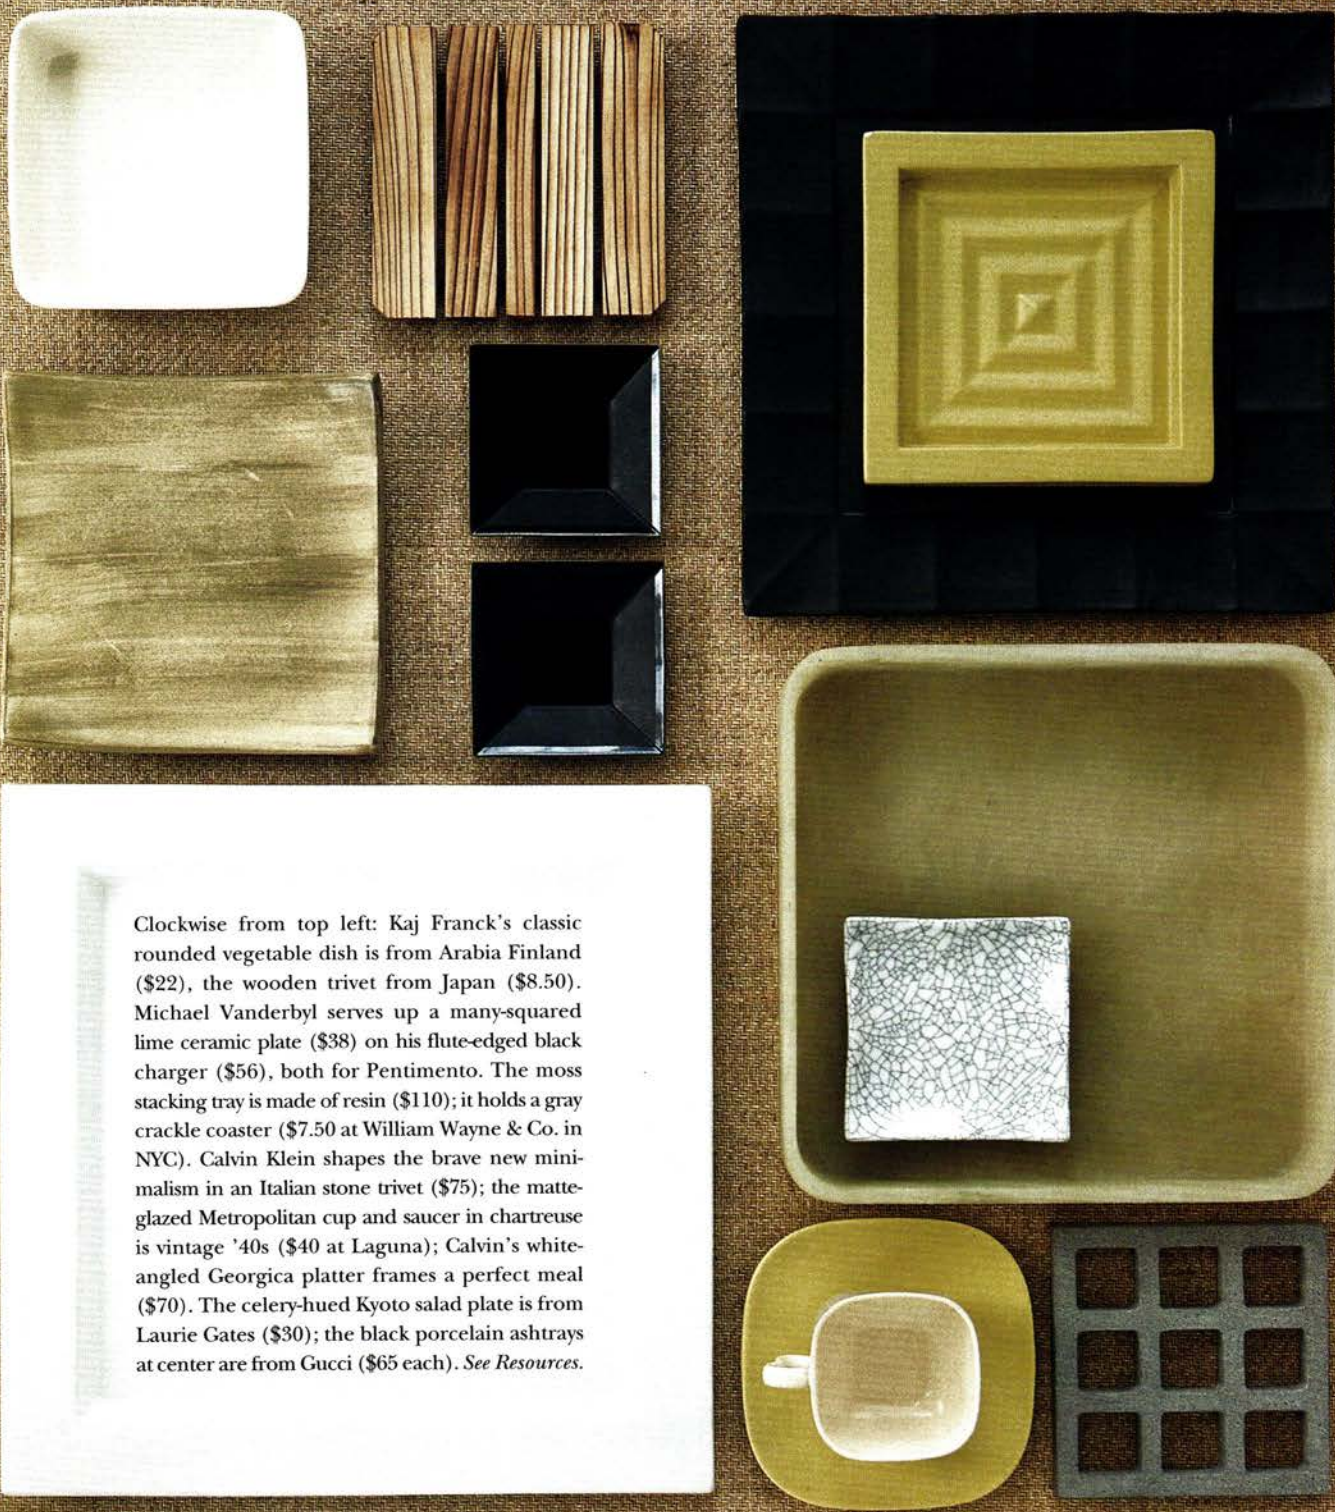 Clockwise from top left: Kaj Franck's classic
rounded vegetable dish is from Arabia Finland
($22), the wooden trivet from Japan ($8.50).
Michael Vanderbyl serves up a many-squared
lime ceramic plate ($38) on his flute-edged black
charger ($56), both for Pentimento. The moss
stacking tray is made of resin ($110); it holds a gray
crackle coaster ($7.50 at William Wayne & Co. in
NYC). Calvin Klein shapes the brave new mini-
malism in an Italian stone trivet ($75); the matte-
glazed Metropolitan cup and saucer in chartreuse
is vintage '40s ($40 at Laguna); Calvin's white-
angled Georgica platter frames a perfect meal
($70). The celery-hued Kyoto salad plate is from
Laurie Gates ($30); the black porcelain ashtrays
at center are from Gucci ($65 each). See Resources.